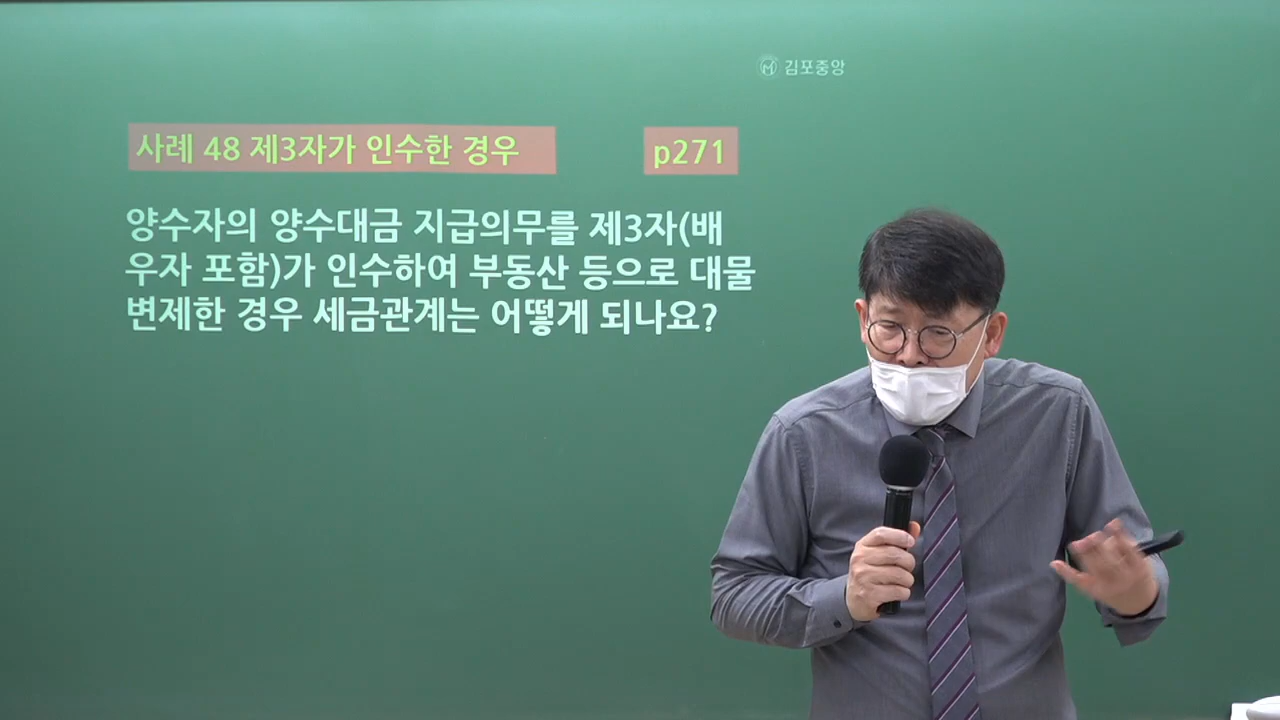 김포중앙
사례 48 제3자가 인수한 경우 p271
양수자의 양수대금 지급의무를 제3자(배
우자 포함)가 인수하여 부동산 등으로 대물
변제한 경우 세금관계는 어떻게 되나요?